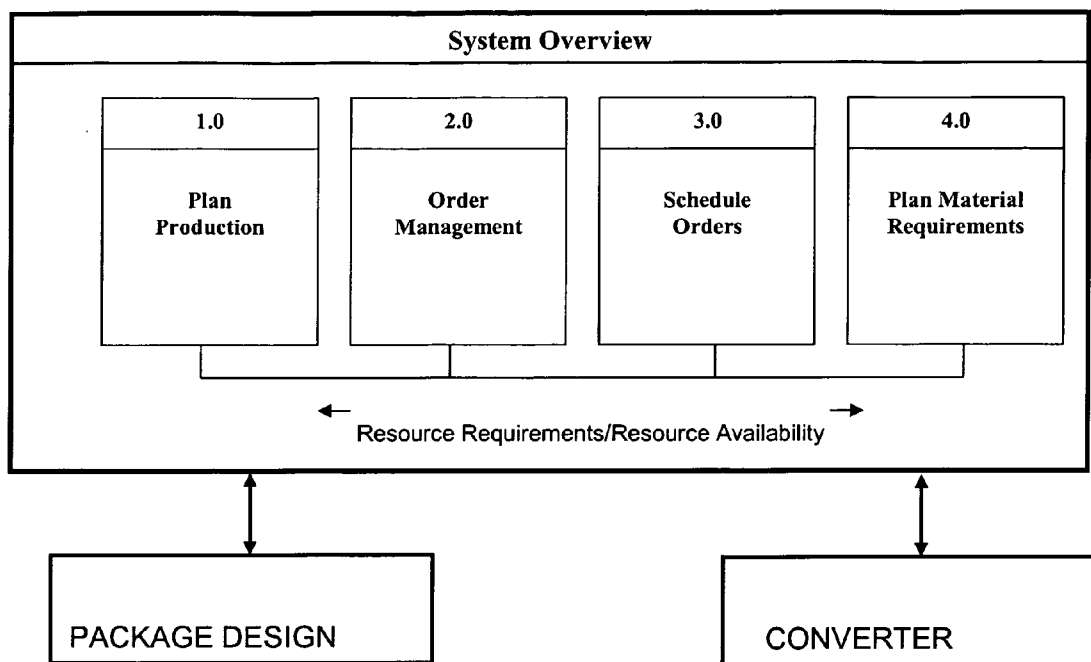 System Overview
1.0
2.0
3.0
4.0
Plan
Production
Order
Management
Schedule
Orders
Plan Material
Requirements
Resource Requirements/Resource Availability
PACKAGE DESIGN
CONVERTER